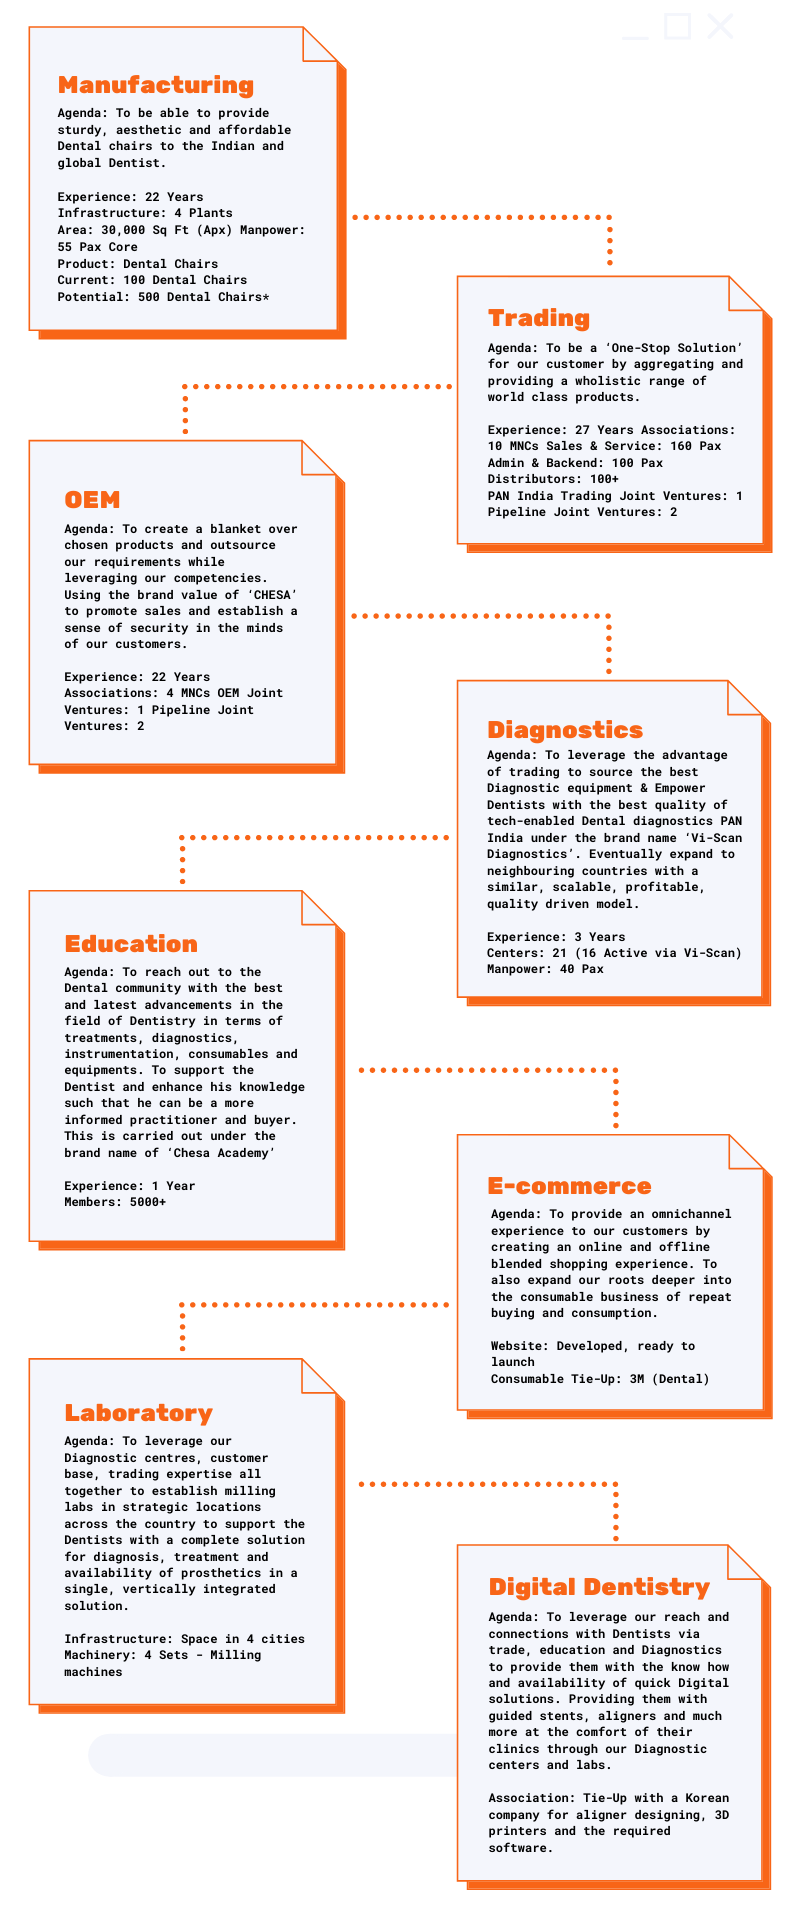 Manufacturing
Agenda: To be able to provide
sturdy, aesthetic and affordable
Dental chairs to the Indian and
global Dentist.
Experience: 22 Years
Infrastructure: 4 Plants
Area: 30,000 Sq Ft (Apx) Manpower:
55 Pax Core
Product: Dental Chairs
Current: 100 Dental Chairs
Potential: 500 Dental Chairs*
Trading
Agenda: To be a ‘One-Stop Solution’
for our customer by aggregating and
providing a wholistic range of
world class products.
Experience: 27 Years Associations:
10 MNCs Sales & Service: 160 Pax
Admin & Backend: 100 Pax
Distributors: 100+
PAN India Trading Joint Ventures: 1
Pipeline Joint Ventures: 2
OEM
Agenda: To create a blanket over
chosen products and outsource
our requirements while
leveraging our competencies.
Using the brand value of ‘CHESA’
to promote sales and establish a
sense of security in the minds
of our customers.
Experience: 22 Years
Associations: 4 MNCs OEM Joint
Ventures: 1 Pipeline Joint
Ventures: 2
Diagnostics
Agenda: To leverage the advantage
of trading to source the best
Diagnostic equipment & Empower
Dentists with the best quality of
tech-enabled Dental diagnostics PAN
India under the brand name ‘Vi-Scan
Diagnostics’. Eventually expand to
neighbouring countries with a
similar, scalable, profitable,
quality driven model.
Experience: 3 Years
Centers: 21 (16 Active via Vi-Scan)
Manpower: 40 Pax
Education
Agenda: To reach out to the
Dental community with the best
and latest advancements in the
field of Dentistry in terms of
treatments, diagnostics,
instrumentation, consumables and
equipments. To support the
Dentist and enhance his knowledge
such that he can be a more
informed practitioner and buyer.
This is carried out under the
brand name of ‘Chesa Academy’
Experience: 1 Year
Members: 5000+
E-commerce
Agenda: To provide an omnichannel
experience to our customers by
creating an online and offline
blended shopping experience. To
also expand our roots deeper into
the consumable business of repeat
buying and consumption.
Website: Developed, ready to
launch
Consumable Tie-Up: 3M (Dental)
Laboratory
Agenda: To leverage our
Diagnostic centres, customer
base, trading expertise all
together to establish milling
labs in strategic locations
across the country to support the
Dentists with a complete solution
for diagnosis, treatment and
availability of prosthetics in a
single, vertically integrated
solution.
Infrastructure: Space in 4 cities
Machinery: 4 Sets - Milling
machines
Digital Dentistry
Agenda: To leverage our reach and
connections with Dentists via
trade, education and Diagnostics
to provide them with the know how
and availability of quick Digital
solutions. Providing them with
guided stents, aligners and much
more at the comfort of their
clinics through our Diagnostic
centers and labs.
Association: Tie-Up with a Korean
company for aligner designing, 3D
printers and the required
software.